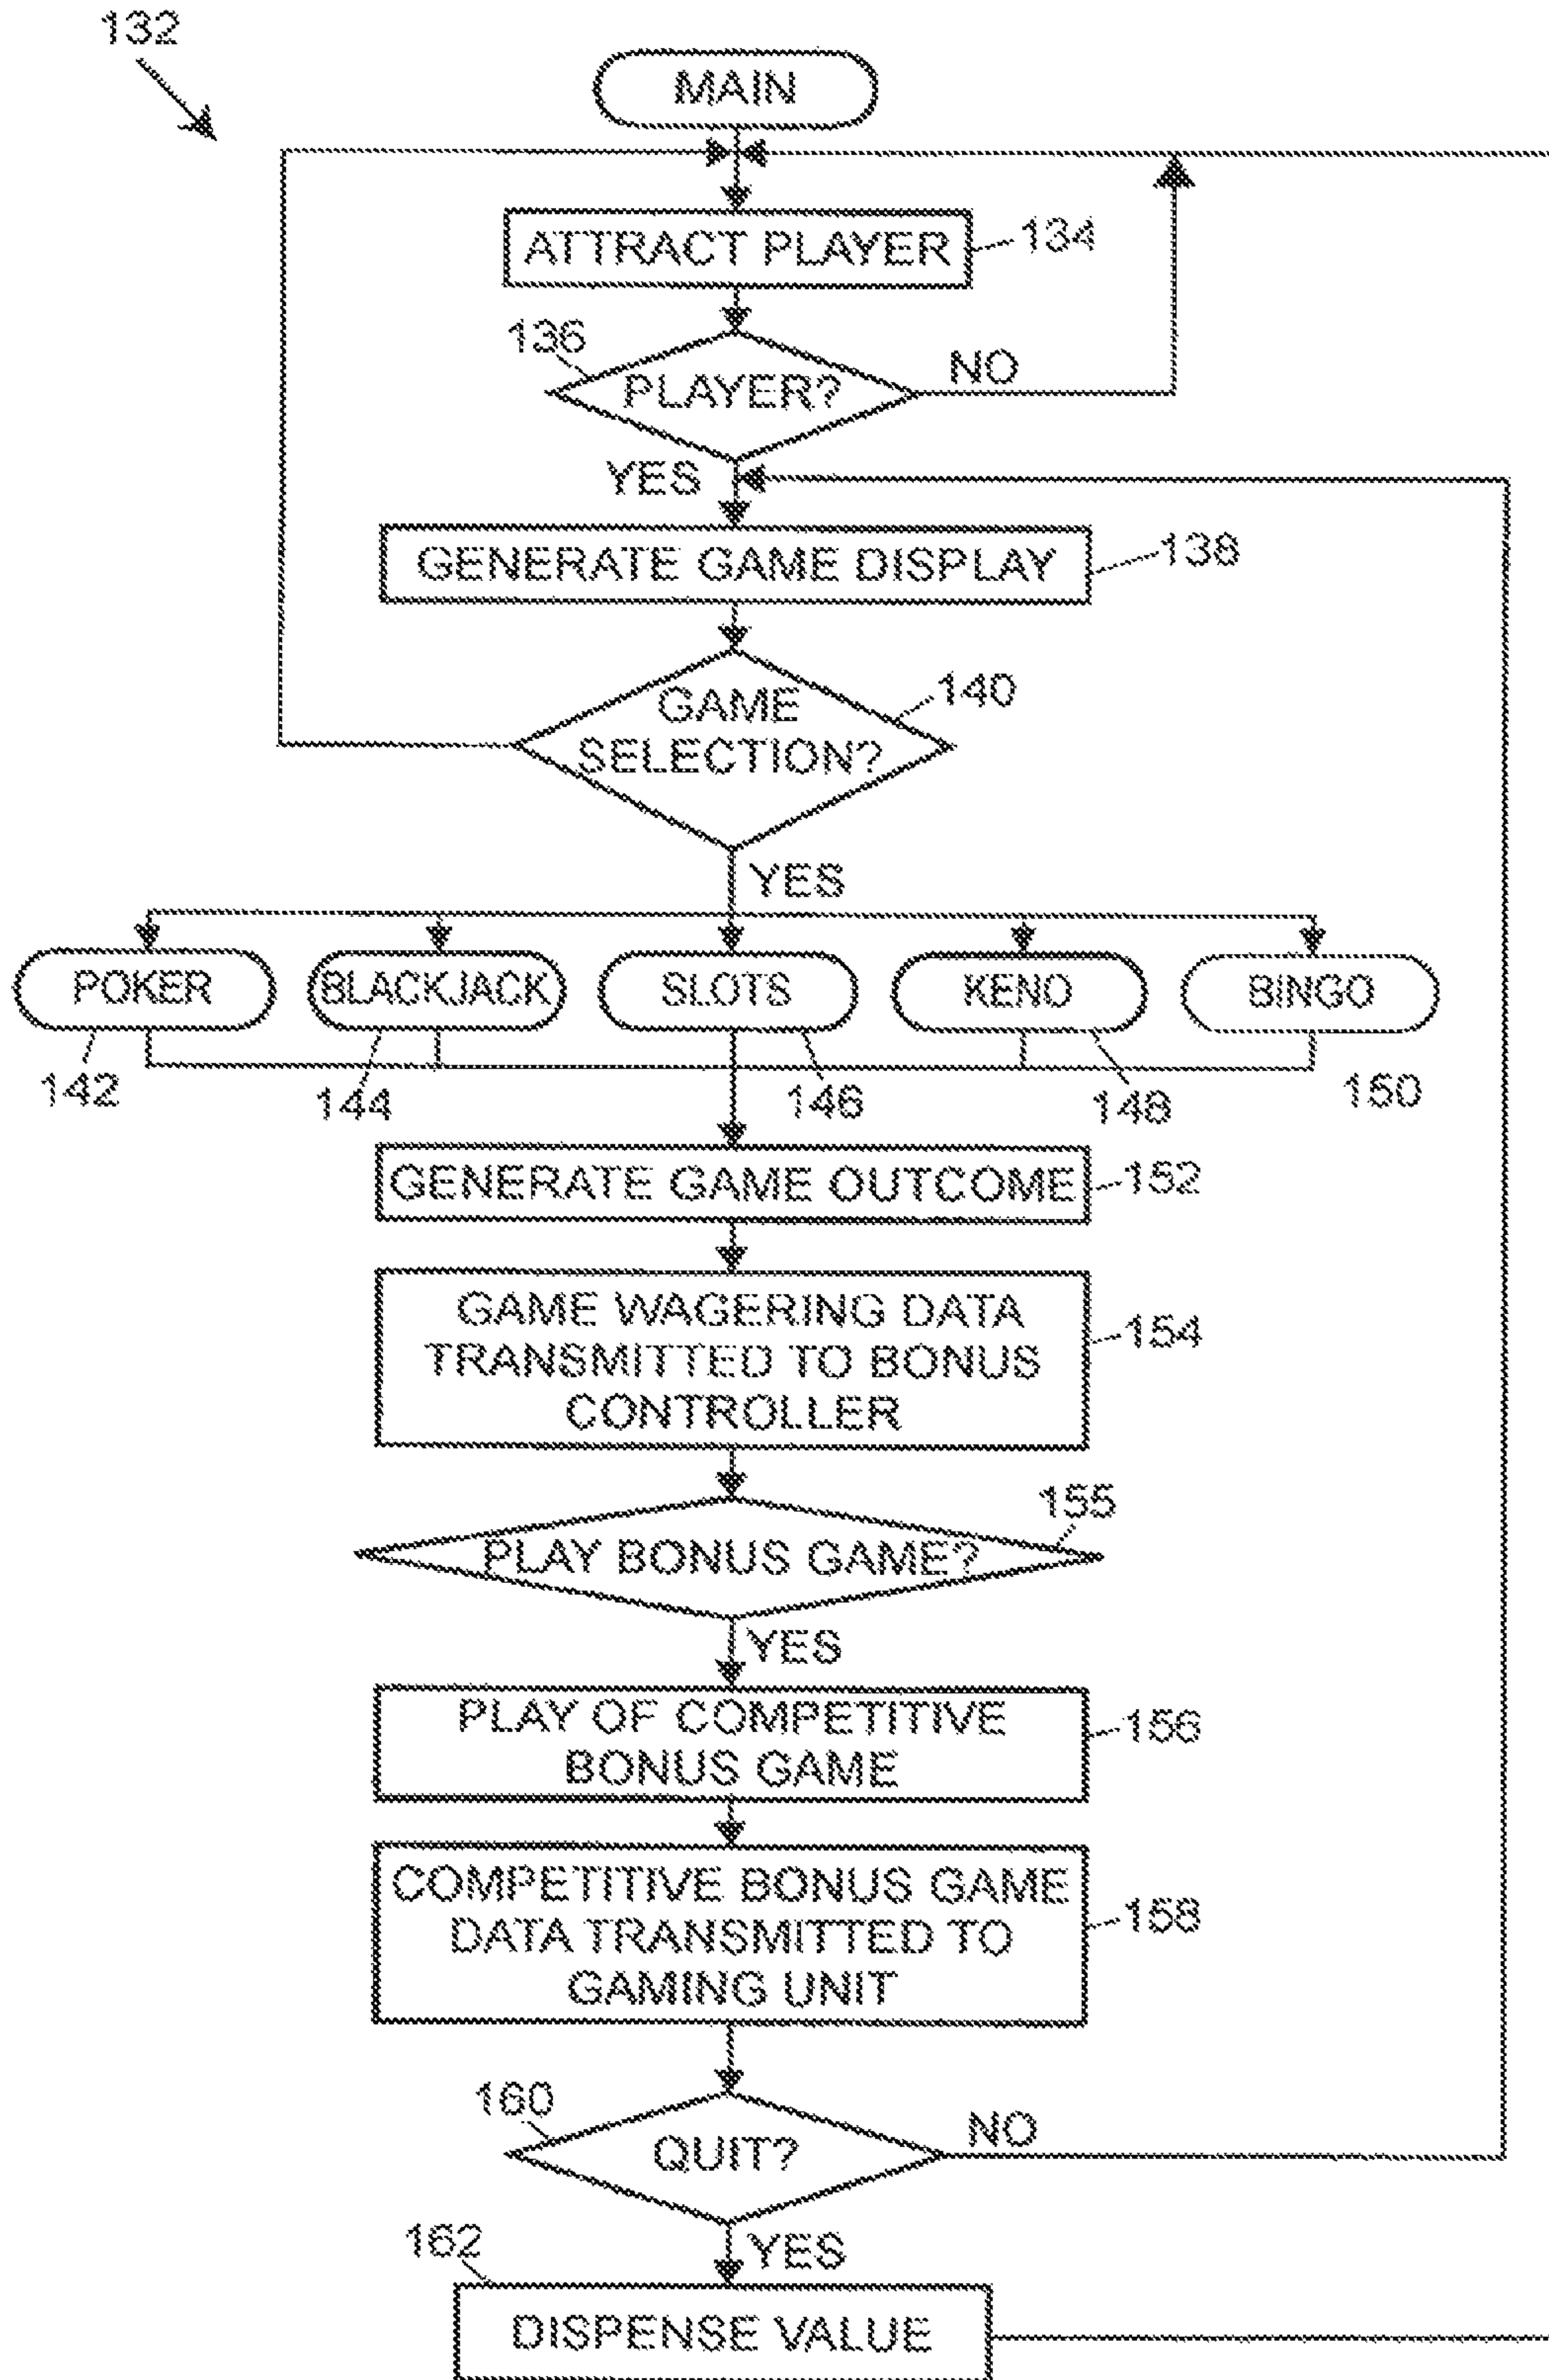 132
MAIN
ATTRACT PLAYER
134
136
PLAYER?
NO
YES
GENERATE GAME DISPLAY
138
GAME
SELECTION?
140
YES
POKER
BLACKJACK
SLOTS
KENO
BINGO
142
144
146
148
150
GENERATE GAME OUTCOME
152
GAME WAGERING DATA
TRANSMITTED TO BONUS
CONTROLLER
154
155
PLAY BONUS GAME?
YES
PLAY OF COMPETITIVE
BONUS GAME
156
COMPETITIVE BONUS GAME
DATA TRANSMITTED TO
GAMING UNIT
158
160
QUIT?
NO
YES
162
DISPENSE VALUE